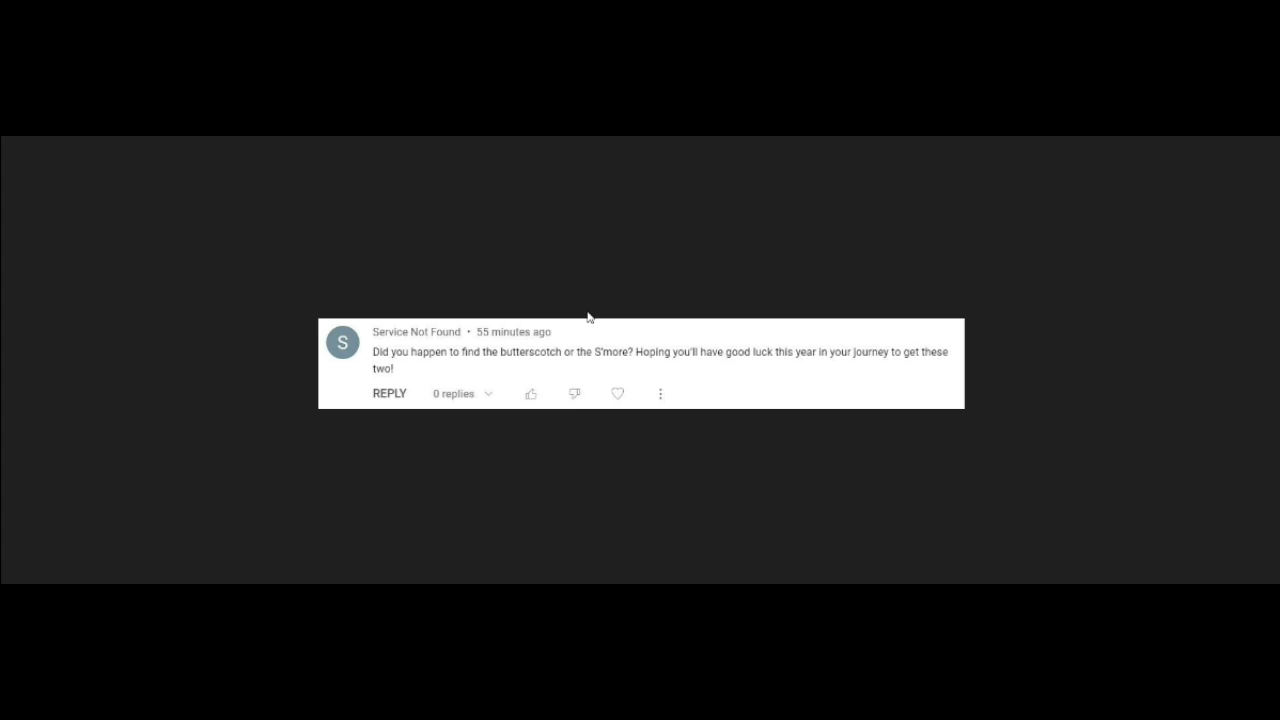 S
Service Not Found • 55 minutes ago
Did you happen to find the butterscotch or the S'more? Hoping you'll have good luck this year in your journey to get these
two!
REPLY 0 replies